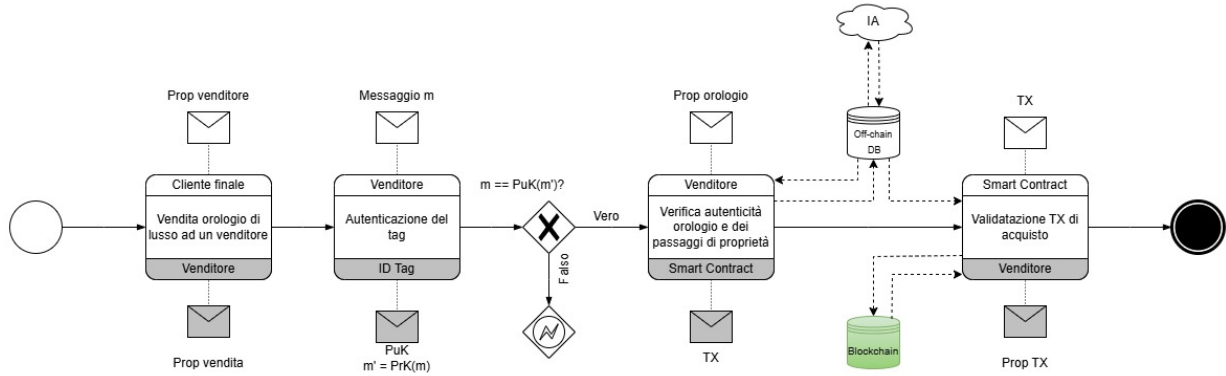 IA
Prop venditore
Messaggio m
Prop orologio
TX
Off-chain
DB
Cliente finale
Vendita orologio di
lusso ad un venditore
Venditore
Venditore
Autenticazione del
tag
ID Tag
m == PuK(m')?
Vero
Falso
Venditore
Verifica autenticità
orologio e dei
passaggi di proprietà
Smart Contract
Smart Contract
Validatazione TX di
acquisto
Venditore
Prop vendita
PuK
m' = PrK(m)
TX
Blockchain
Prop TX